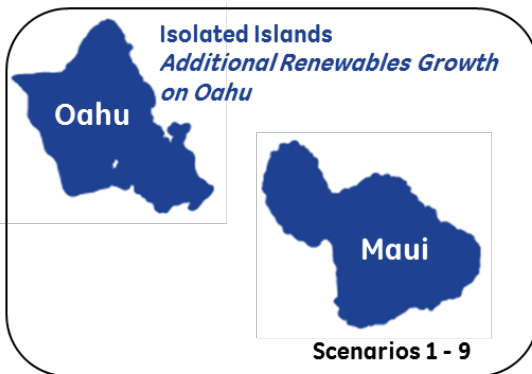 Isolated Islands
Additional Renewables Growth
on Oahu
Oahu
Maui
Scenarios 1 - 9